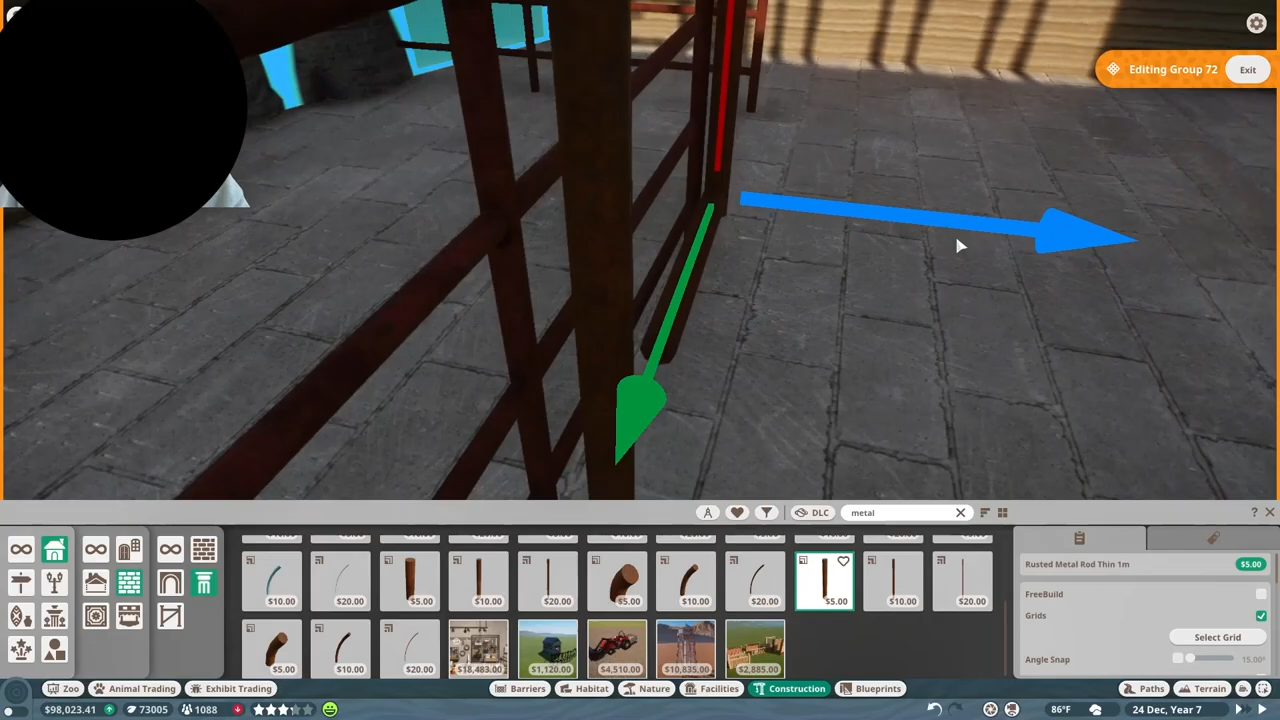 Editing Group 72
Exit
DLC
metal
?
$10.00
$20.00
$5.00
$10.00
$20.00
$5.00
$10.00
$20.00
$5.00
$10.00
$20.00
$5.00
$10.00
$20.00
$18,483.00
$1,120.00
$4,510.00
$10,835.00
$2,885.00
Rusted Metal Rod Thin 1m
$5.00
FreeBuild
Grids
Select Grid
Angle Snap
15.00°
Zoo
Animal Trading
Exhibit Trading
Barriers
Habitat
Nature
Facilities
Construction
Blueprints
Paths
Terrain
$98,023.41
73005
1088
86°F
24 Dec, Year 7